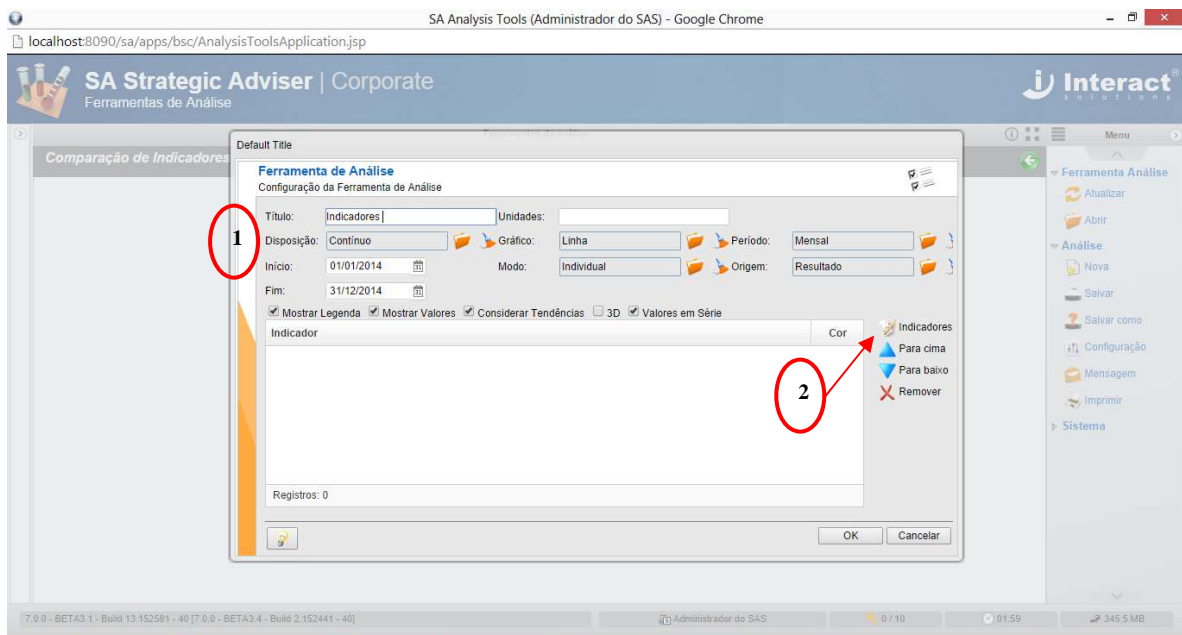 SA Analysis Tools (Administrador do SAS) - Google Chrome
localhost:8090/sa/apps/bsc/AnalysisToolsApplication.jsp
SA Strategic Adviser | Corporate
Ferramentas de Análise
Interact
solutions
Menu
Comparação de Indicadores
Default Title
Ferramenta de Análise
Configuração da Ferramenta de Análise
1
Título: Indicadores Unidades:
Disposição: Contínuo Gráfico: Linha Período: Mensal
Início: 01/01/2014 Modo: Individual Origem: Resultado
Fim: 31/12/2014
Mostrar Legenda Mostrar Valores Considerar Tendências 3D Valores em Série
Indicador Cor
Indicadores
Para cima
Para baixo
Remover
2
Registros: 0
OK Cancelar
Ferramenta Análise
Atualizar
Abrir
Análise
Nova
Salvar
Salvar como
Configuração
Mensagem
Imprimir
Sistema
7.0.0 - BETA3.1 - Build 13.152581 - 40 [7.0.0 - BETA3.4 - Build 2.152441 - 40] Administrador do SAS 0 / 10 01:59 345.5 MB